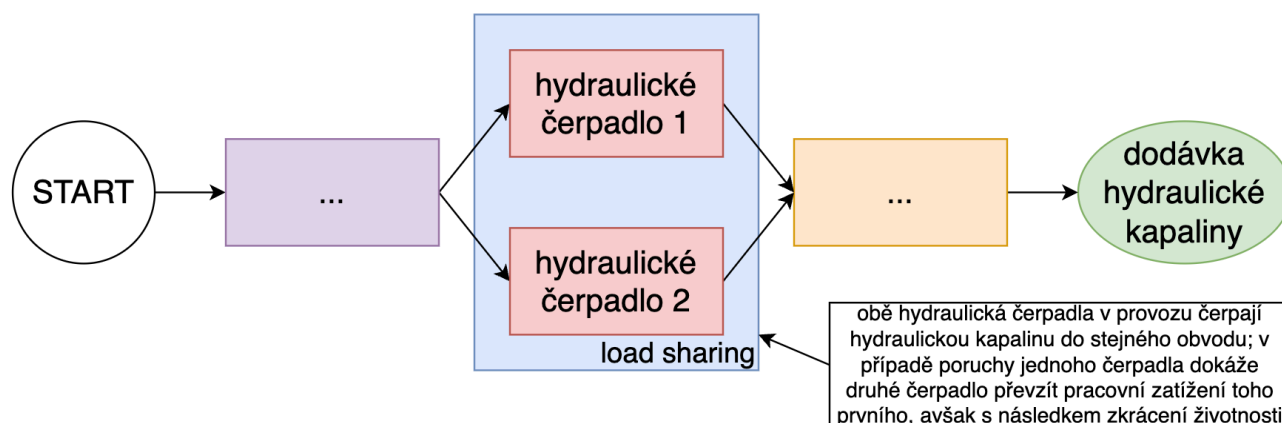 START
...
hydraulické
čerpadlo 1
hydraulické
čerpadlo 2
load sharing
...
dodávka
hydraulické
kapaliny
obě hydraulická čerpadla v provozu čerpají
hydraulickou kapalinu do stejného obvodu; v
případě poruchy jednoho čerpadla dokáže
druhé čerpadlo převzít pracovní zatížení toho
prvního, avšak s následkem zkrácení životnosti